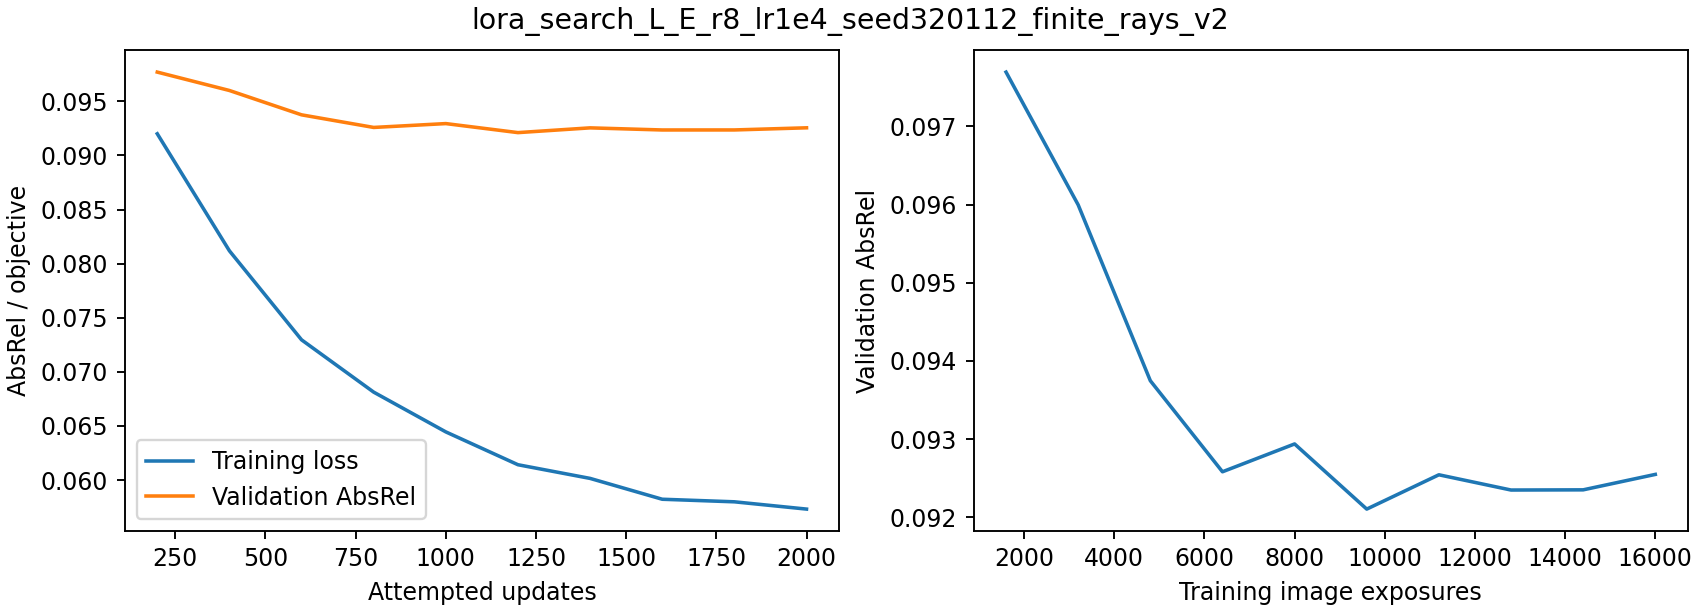 lora_search_L_E_r8_lr1e4_seed320112_finite_rays_v2
AbsRel / objective
0.095
0.090
0.085
0.080
0.075
0.070
0.065
0.060
Training loss
Validation AbsRel
250 500 750 1000 1250 1500 1750 2000
Attempted updates
Validation AbsRel
0.097
0.096
0.095
0.094
0.093
0.092
2000 4000 6000 8000 10000 12000 14000 16000
Training image exposures